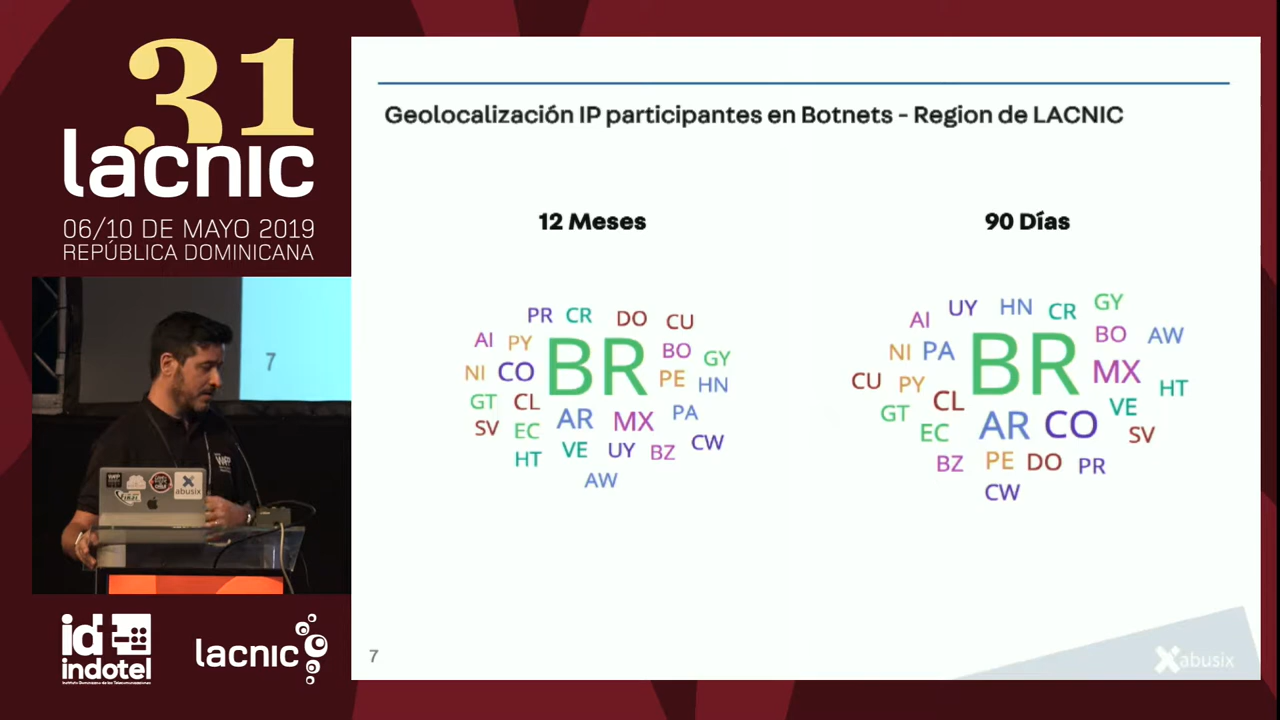 31
lacnic
06/10 DE MAYO 2019
REPÚBLICA DOMINICANA
7
abusix
id
indotel
lacnic
Geolocalización IP participantes en Botnets - Region de LACNIC
12 Meses
PR CR DO CU
AI PY BR BO GY
NI CO PE HN
GT CL AR MX PA
SV EC VE UY BZ CW
HT
AW
90 Días
AI UY HN CR GY
NI PA BR BO AW
CU PY MX HT
GT CL AR CO VE
EC SV
BZ PE DO PR
CW
7
abusix